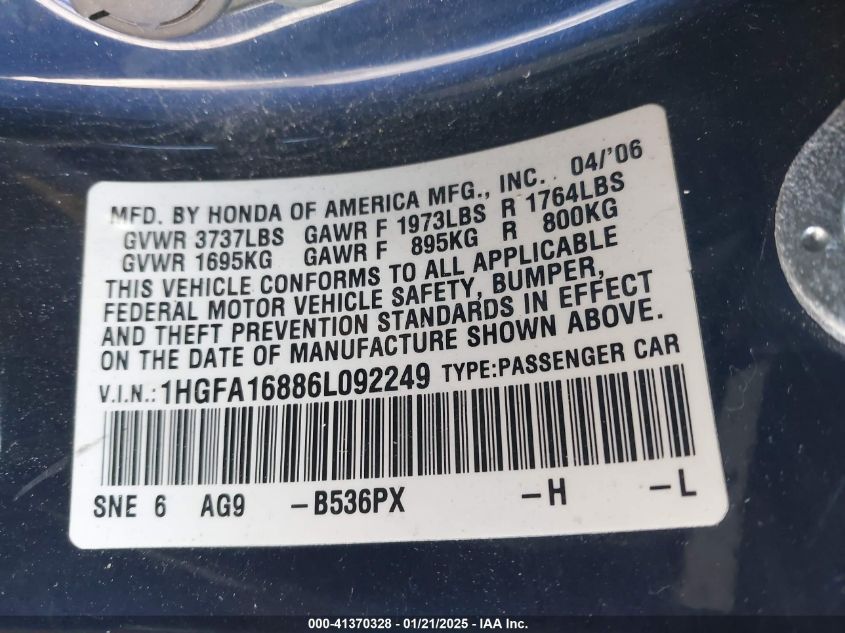 MFD. BY HONDA OF AMERICA MFG., INC. 04/'06
GVWR 3737LBS GAWR F 1973LBS R 1764LBS
GVWR 1695KG GAWR F 895KG R 800KG
THIS VEHICLE CONFORMS TO ALL APPLICABLE
FEDERAL MOTOR VEHICLE SAFETY, BUMPER,
AND THEFT PREVENTION STANDARDS IN EFFECT
ON THE DATE OF MANUFACTURE SHOWN ABOVE.
V.I.N.: 1HGFA16886L092249 TYPE:PASSENGER CAR
SNE 6 AG9 -B536PX -H -L
000-41370328 - 01/21/2025 - IAA Inc.